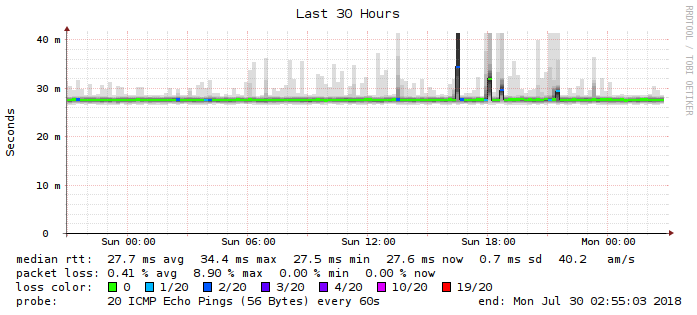 Last 30 Hours
RRDTOOL / TOBI OETIKER
Seconds
40 m
30 m
20 m
10 m
0
Sun 00:00 Sun 06:00 Sun 12:00 Sun 18:00 Mon 00:00
median rtt: 27.7 ms avg 34.4 ms max 27.5 ms min 27.6 ms now 0.7 ms sd 40.2 am/s
packet loss: 0.41 % avg 8.90 % max 0.00 % min 0.00 % now
loss color: 0 1/20 2/20 3/20 4/20 10/20 19/20
probe: 20 ICMP Echo Pings (56 Bytes) every 60s end: Mon Jul 30 02:55:03 2018